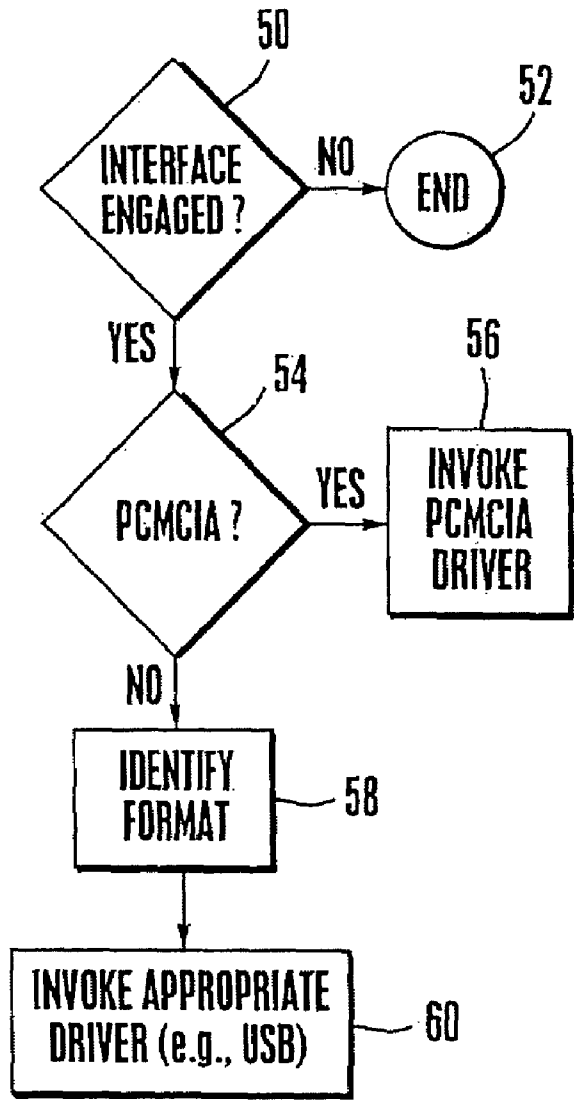 50
52
INTERFACE
ENGAGED ?
NO
END
YES
54
56
PCMCIA ?
YES
INVOKE
PCMCIA
DRIVER
NO
IDENTIFY
FORMAT
58
INVOKE APPROPRIATE
DRIVER (e.g., USB)
60